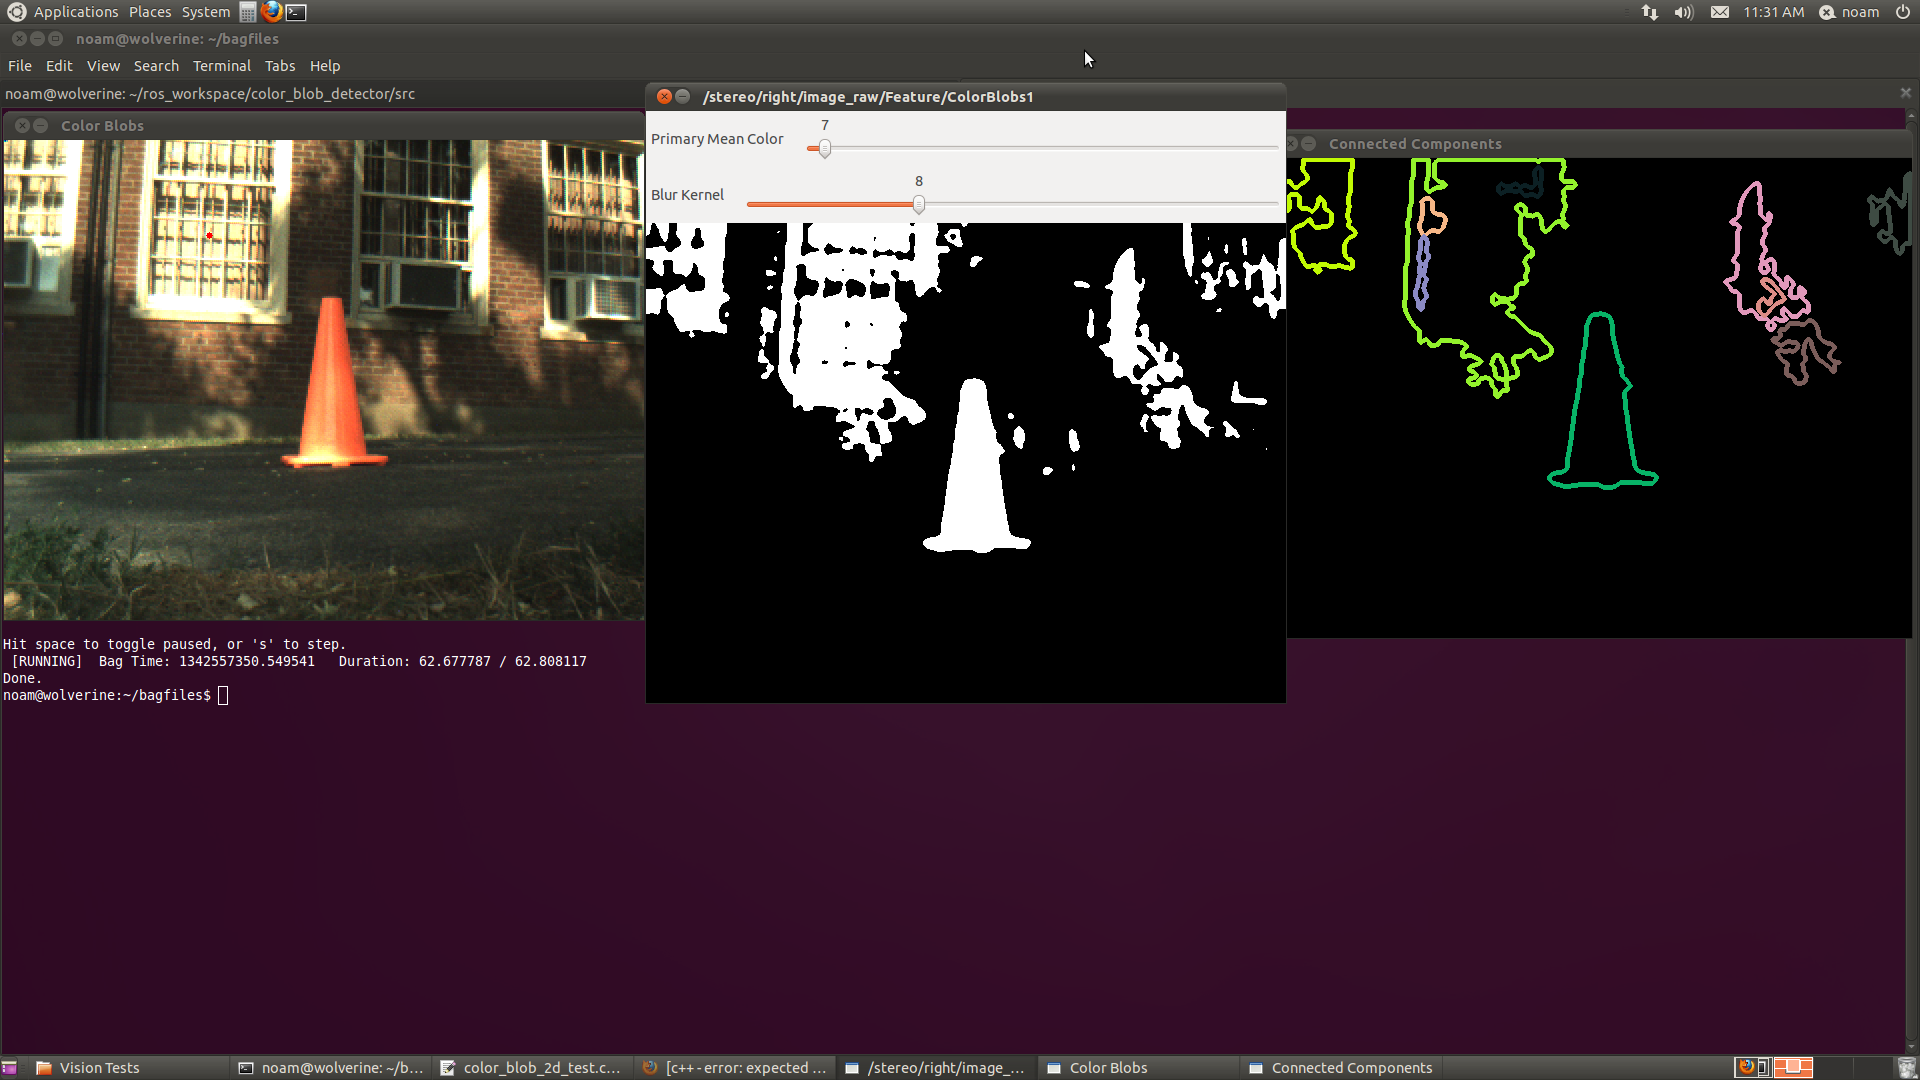 Applications Places System
11:31 AM noam
noam@wolverine: ~/bagfiles
File Edit View Search Terminal Tabs Help
noam@wolverine: ~/ros_workspace/color_blob_detector/src
/stereo/right/image_raw/Feature/ColorBlobs1
Color Blobs
Primary Mean Color 7
Connected Components
Blur Kernel 8
Hit space to toggle paused, or 's' to step.
[RUNNING] Bag Time: 1342557350.549541 Duration: 62.677787 / 62.808117
Done.
noam@wolverine:~/bagfiles$
Vision Tests
noam@wolverine: ~/b...
color_blob_2d_test.c...
[c++ - error: expected ...
/stereo/right/image_...
Color Blobs
Connected Components